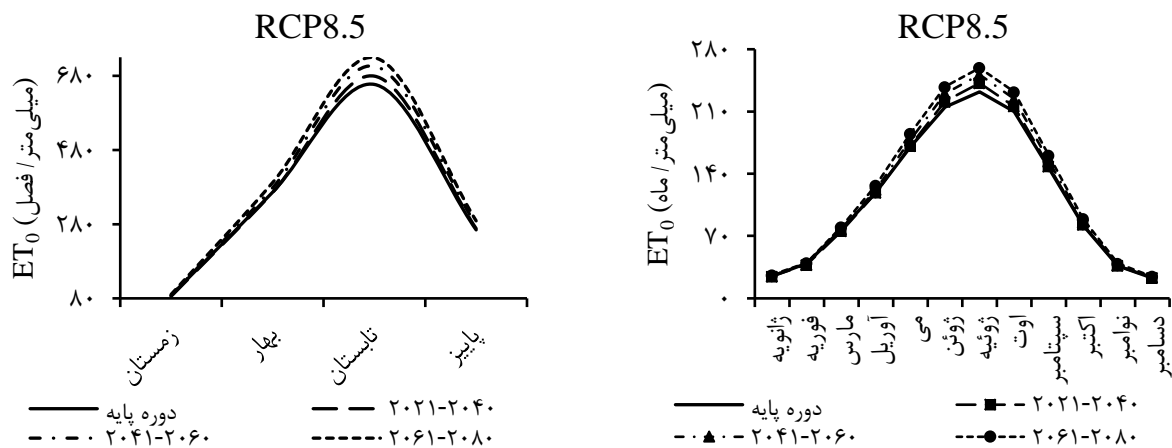 RCP8.5
ET₀ (میلی‌متر/ فصل)
۶۸۰
۴۸۰
۲۸۰
۸۰
زمستان
بهار
تابستان
پاییز
دوره پایه
۲۰۲۱-۲۰۴۰
۲۰۴۱-۲۰۶۰
۲۰۶۱-۲۰۸۰
RCP8.5
ET₀ (میلی‌متر/ ماه)
۲۸۰
۲۱۰
۱۴۰
۷۰
۰
ژانویه
فوریه
مارس
آوریل
می
ژوئن
ژوئیه
اوت
سپتامبر
اکتبر
نوامبر
دسامبر
دوره پایه
۲۰۲۱-۲۰۴۰
۲۰۴۱-۲۰۶۰
۲۰۶۱-۲۰۸۰